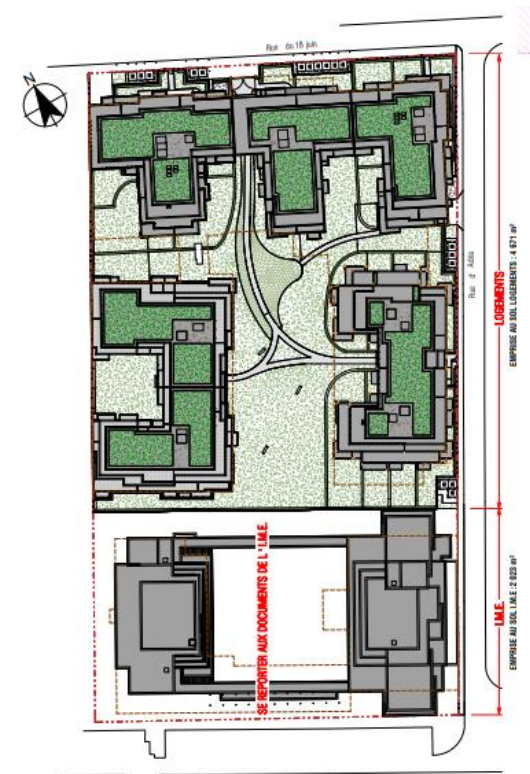 Rue du 18 juin
N
Rue d' Adda
LOGEMENTS
EMPRISE AU SOL LOGEMENTS : 4 671 m²
SE REPORTER AUX DOCUMENTS DE L 'I.M.E.
I.M.E.
EMPRISE AU SOL I.M.E : 2 023 m²